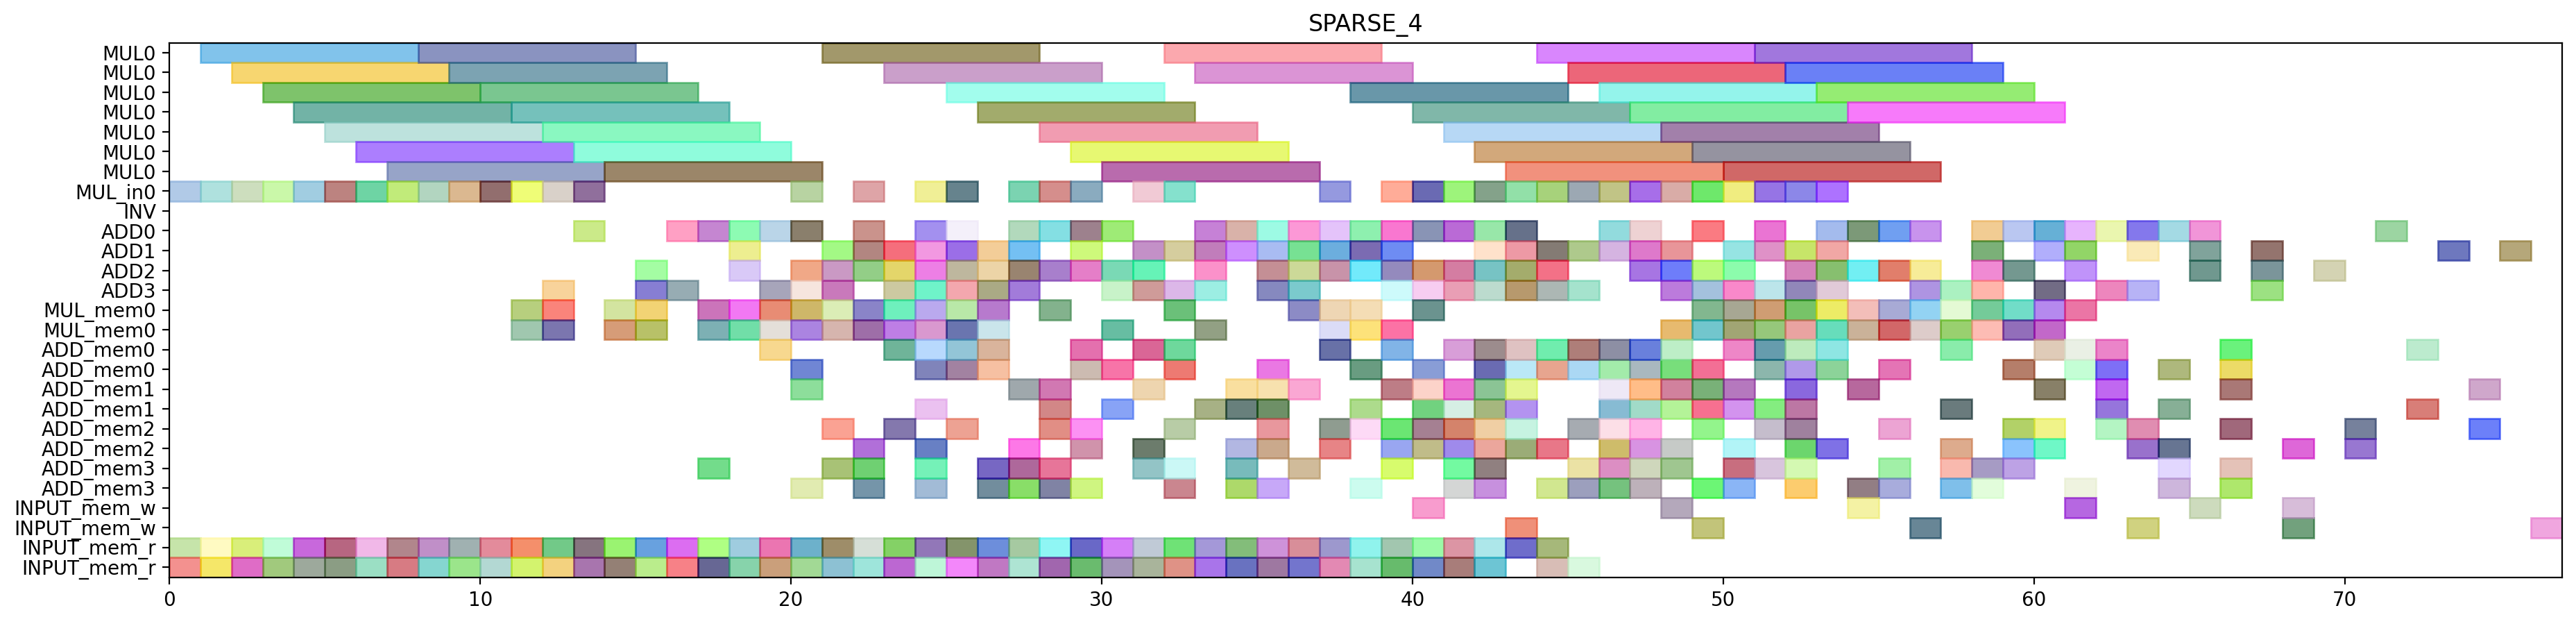 SPARSE_4
MUL0
MUL0
MUL0
MUL0
MUL0
MUL0
MUL0
MUL_in0
INV
ADD0
ADD1
ADD2
ADD3
MUL_mem0
MUL_mem0
ADD_mem0
ADD_mem0
ADD_mem1
ADD_mem1
ADD_mem2
ADD_mem2
ADD_mem3
ADD_mem3
INPUT_mem_w
INPUT_mem_w
INPUT_mem_r
INPUT_mem_r
0 10 20 30 40 50 60 70